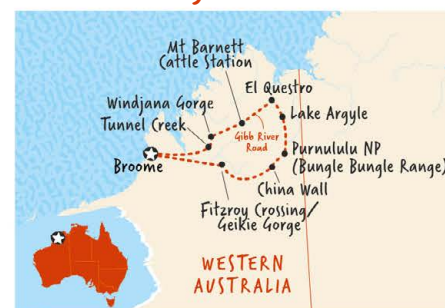 Mt Barnett
Cattle Station
El Questro
Windjana Gorge
Tunnel Creek
Lake Argyle
Gibb River
Road
Broome
Purnululu NP
(Bungle Bungle Range)
China Wall
Fitzroy Crossing/
Geikie Gorge
WESTERN
AUSTRALIA